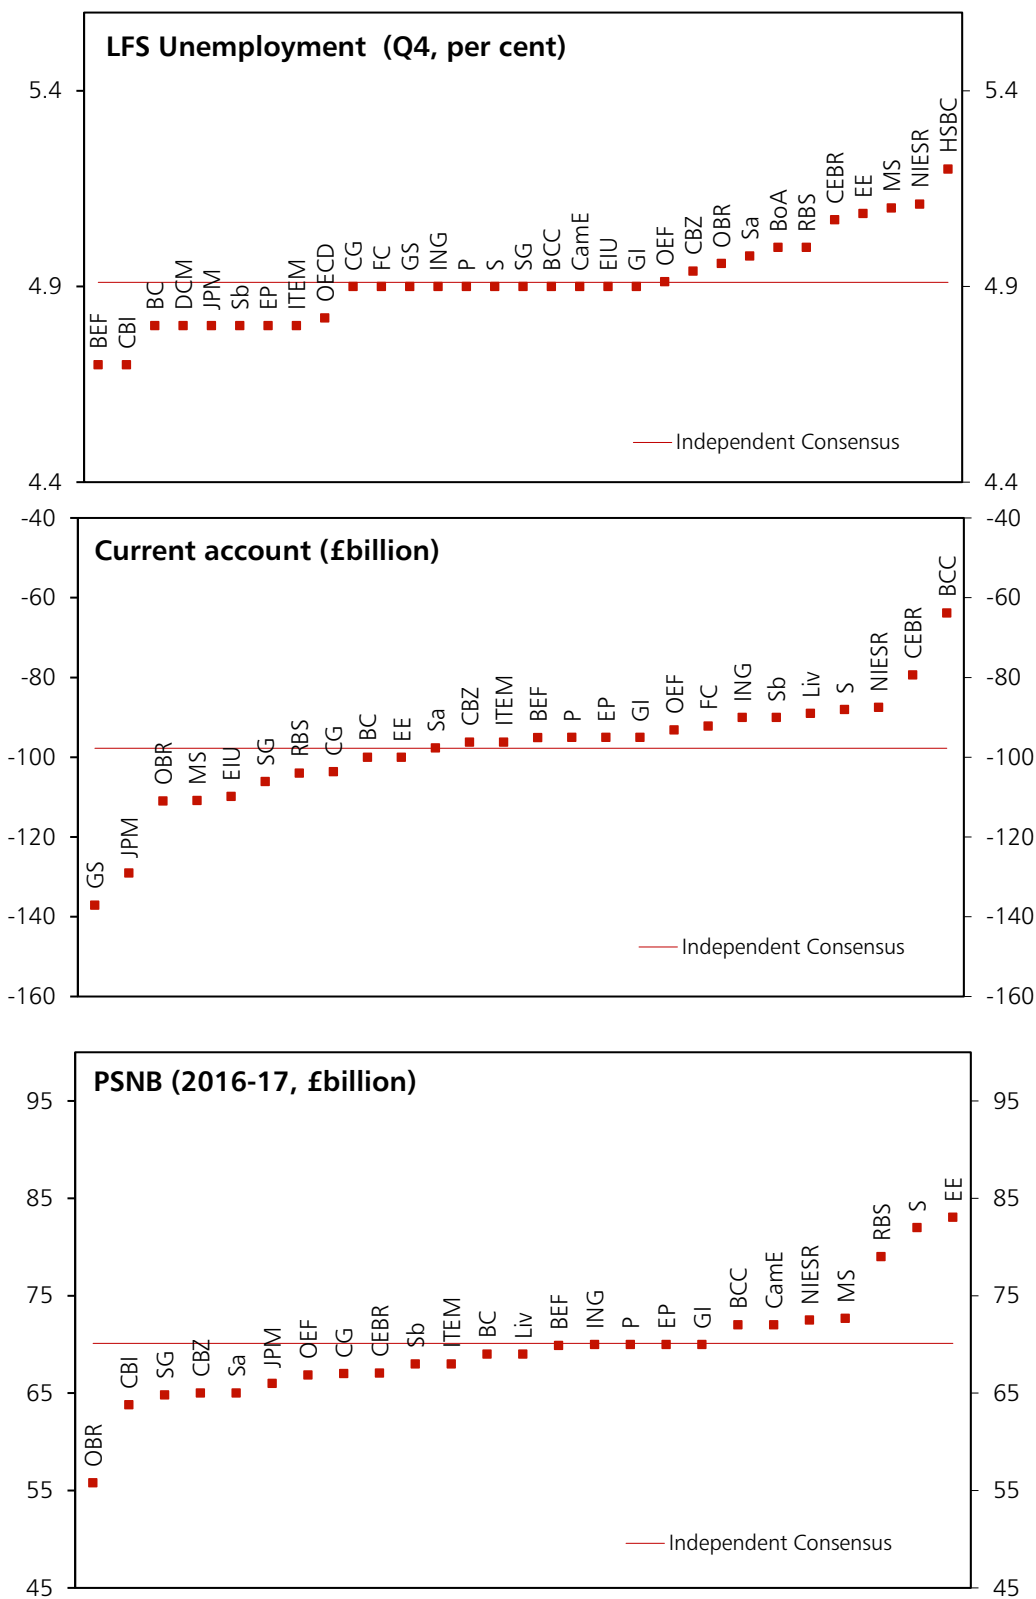 LFS Unemployment (Q4, per cent)
5.4
5.4
4.9
4.9
4.4
4.4
BEF
CBI
BC
DCM
JPM
Sb
EP
ITEM
OECD
CG
FC
GS
ING
P
S
SG
BCC
CamE
EIU
GI
OEF
CBZ
OBR
Sa
BoA
RBS
CEBR
EE
MS
NIESR
HSBC
Independent Consensus
Current account (£billion)
-40
-40
-60
-60
-80
-80
-100
-100
-120
-120
-140
-140
-160
-160
GS
JPM
OBR
MS
EIU
SG
RBS
CG
BC
EE
Sa
CBZ
ITEM
BEF
P
EP
GI
OEF
FC
ING
Sb
Liv
S
NIESR
CEBR
BCC
Independent Consensus
PSNB (2016-17, £billion)
95
95
85
85
75
75
65
65
55
55
45
45
OBR
CBI
SG
CBZ
Sa
JPM
OEF
CG
CEBR
Sb
ITEM
BC
Liv
BEF
ING
P
EP
GI
BCC
CamE
NIESR
MS
RBS
S
EE
Independent Consensus